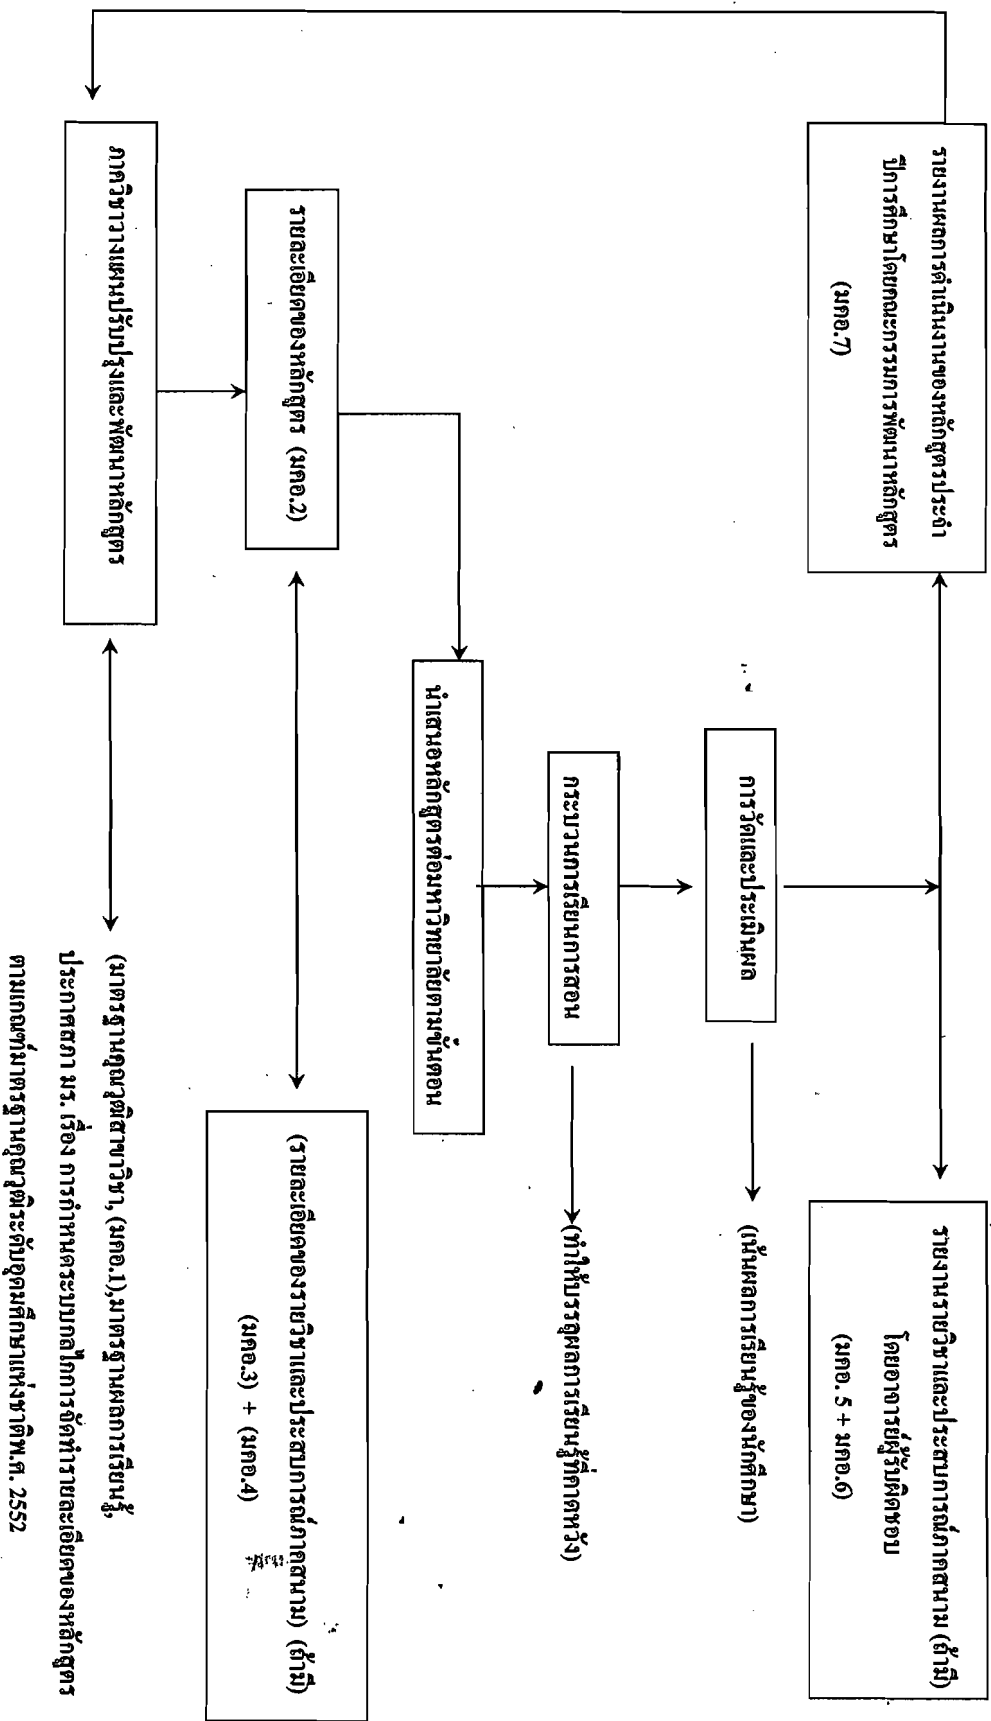 รายงานผลการดำเนินงานของหลักสูตรประจำ
ปีการศึกษาโดยคณะกรรมการพัฒนาหลักสูตร
(มคอ.7)
รายงานรายวิชาและประสบการณ์ภาคสนาม (ถ้ามี)
โดยอาจารย์ผู้รับผิดชอบ
(มคอ. 5 + มคอ.6)
การวัดและประเมินผล
(เน้นผลการเรียนรู้ของนักศึกษา)
กระบวนการเรียนการสอน
(ทำให้บรรลุผลการเรียนรู้ที่คาดหวัง)
นำเสนอหลักสูตรต่อมหาวิทยาลัยตามขั้นตอน
รายละเอียดของหลักสูตร (มคอ.2)
(รายละเอียดของรายวิชาและประสบการณ์ภาคสนาม) (ถ้ามี)
(มคอ.3) + (มคอ.4)
ภาควิชาวางแผนปรับปรุงและพัฒนาหลักสูตร
(มาตรฐานคุณวุฒิสาขาวิชา, (มคอ.1),มาตรฐานผลการเรียนรู้,
ประกาศสภา มร. เรื่อง การกำหนดระบบกลไกการจัดทำรายละเอียดของหลักสูตร
ตามเกณฑ์มาตรฐานคุณวุฒิระดับอุดมศึกษาแห่งชาติพ.ศ. 2552